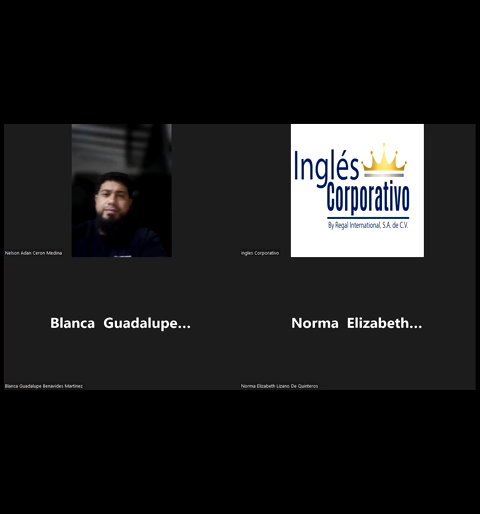 Inglés
Corporativo
By Regal International, S.A. de C.V.
Nelson Adan Ceron Medina
Ingles Corporativo
Blanca Guadalupe...
Norma Elizabeth...
Blanca Guadalupe Benavides Martinez
Norma Elizabeth Lizano De Quinteros